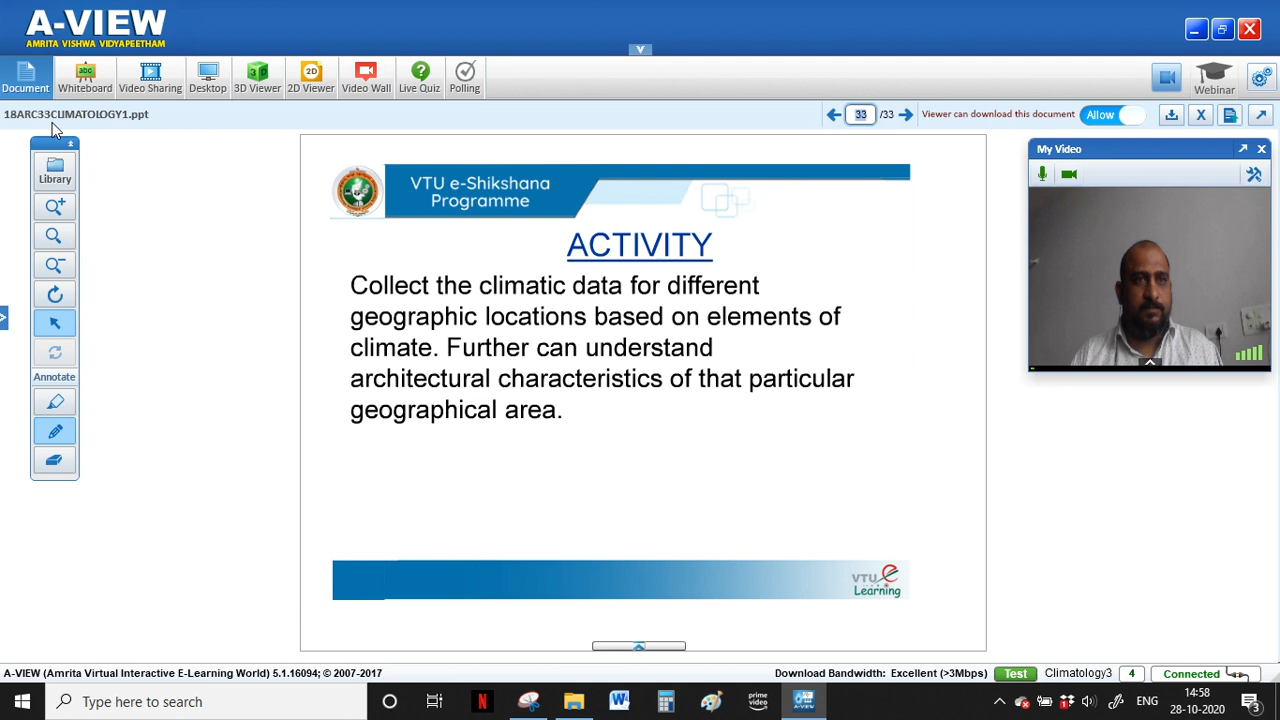 A-VIEW
AMRITA VISHWA VIDYAPEETHAM
Document
Whiteboard
Video Sharing
Desktop
3D Viewer
2D Viewer
Video Wall
Live Quiz
Polling
Webinar
18ARC33CLIMATOLOGY1.ppt
33 /33
Viewer can download this document
Allow
Library
Annotate
My Video
VTU e-Shikshana
Programme
ACTIVITY
Collect the climatic data for different
geographic locations based on elements of
climate. Further can understand
architectural characteristics of that particular
geographical area.
VTU e
Learning
A-VIEW (Amrita Virtual Interactive E-Learning World) 5.1.16094; © 2007-2017
Download Bandwidth: Excellent (>3Mbps) Test Climatology3 4 Connected
Type here to search
prime
video
A-VIEW
ENG
14:58
28-10-2020
3